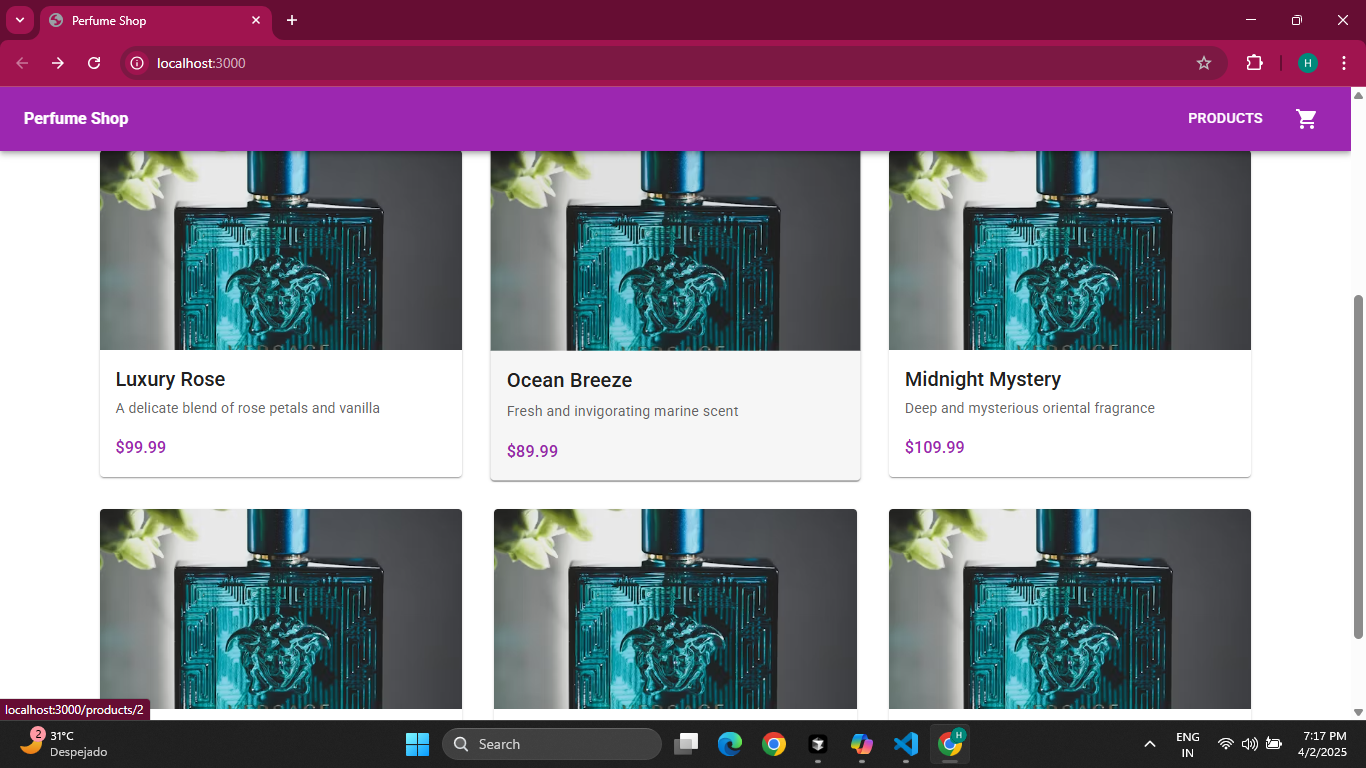 Perfume Shop
localhost:3000
Perfume Shop
PRODUCTS
Luxury Rose
A delicate blend of rose petals and vanilla
$99.99
Ocean Breeze
Fresh and invigorating marine scent
$89.99
Midnight Mystery
Deep and mysterious oriental fragrance
$109.99
localhost:3000/products/2
2
31°C
Despejado
Search
H
H
ENG
IN
7:17 PM
4/2/2025